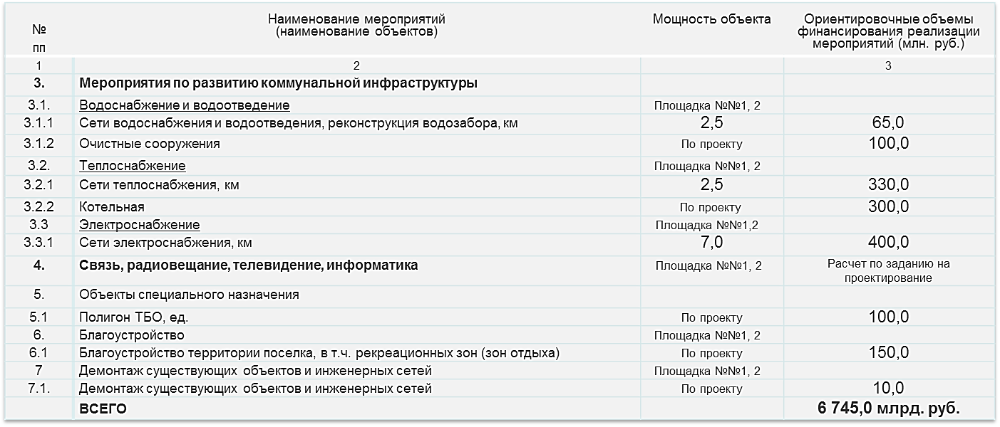 № пп Наименование мероприятий (наименование объектов) Мощность объекта Ориентировочные объемы финансирования реализации мероприятий (млн. руб.)
1 2 3
3. Мероприятия по развитию коммунальной инфраструктуры
3.1. Водоснабжение и водоотведение Площадка №№1, 2
3.1.1 Сети водоснабжения и водоотведения, реконструкция водозабора, км 2,5 65,0
3.1.2 Очистные сооружения По проекту 100,0
3.2. Теплоснабжение Площадка №№1, 2
3.2.1 Сети теплоснабжения, км 2,5 330,0
3.2.2 Котельная По проекту 300,0
3.3 Электроснабжение Площадка №№1,2
3.3.1 Сети электроснабжения, км 7,0 400,0
4. Связь, радиовещание, телевидение, информатика Площадка №№1, 2 Расчет по заданию на проектирование
5. Объекты специального назначения
5.1 Полигон ТБО, ед. По проекту 100,0
6. Благоустройство Площадка №№1, 2
6.1 Благоустройство территории поселка, в т.ч. рекреационных зон (зон отдыха) По проекту 150,0
7 Демонтаж существующих объектов и инженерных сетей Площадка №№1, 2
7.1. Демонтаж существующих объектов и инженерных сетей По проекту 10,0
ВСЕГО 6 745,0 млрд. руб.